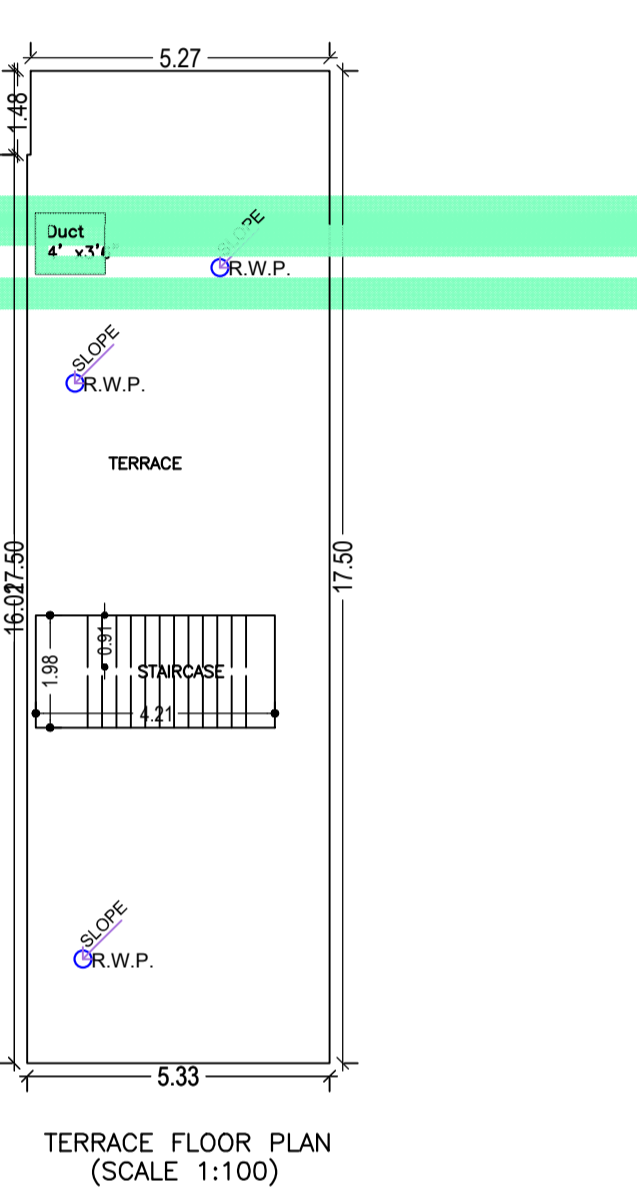 5.27
1.48
SLOPE
Duct
4' x3'6"
R.W.P.
SLOPE
R.W.P.
TERRACE
17.50
16.02
17.50
0.91
1.98
STAIRCASE
4.21
SLOPE
R.W.P.
5.33
TERRACE FLOOR PLAN
(SCALE 1:100)